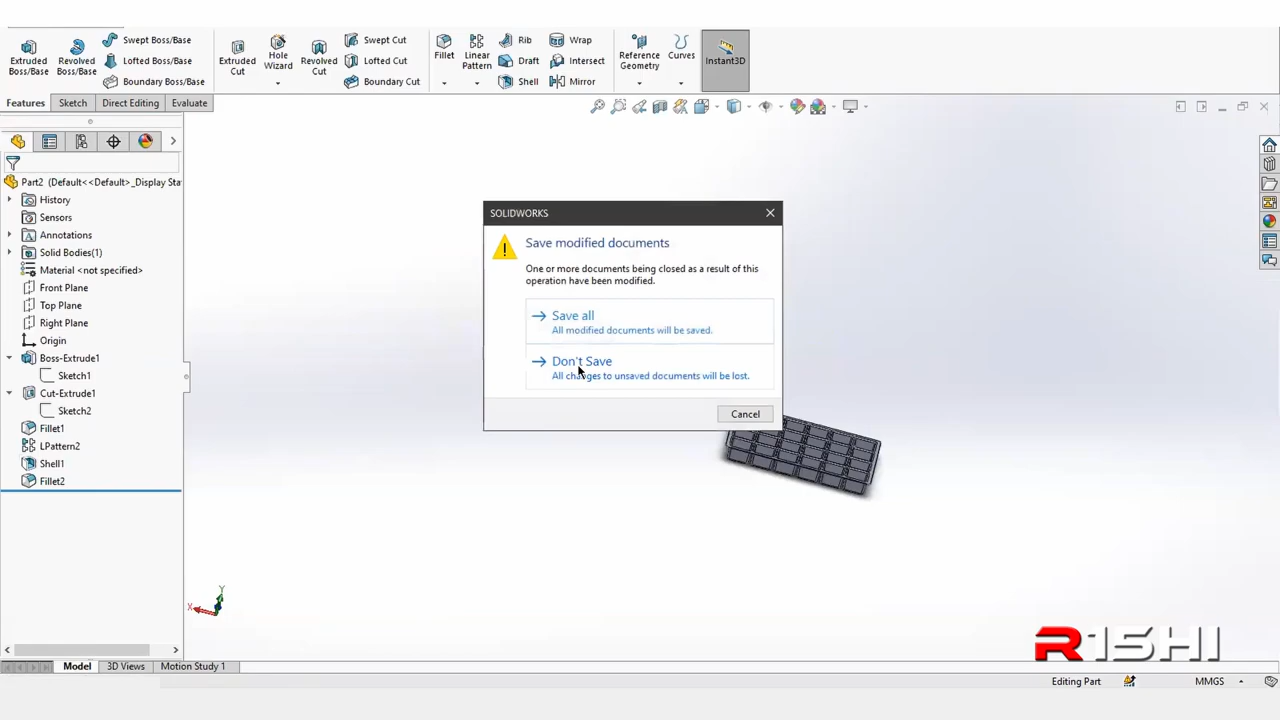 Extruded Boss/Base
Revolved Boss/Base
Swept Boss/Base
Lofted Boss/Base
Boundary Boss/Base
Extruded Cut
Hole Wizard
Revolved Cut
Swept Cut
Lofted Cut
Boundary Cut
Fillet
Linear Pattern
Rib
Draft
Shell
Wrap
Intersect
Mirror
Reference Geometry
Curves
Instant3D
Features Sketch Direct Editing Evaluate
Part2 (Default<<Default>_Display Sta
History
Sensors
Annotations
Solid Bodies(1)
Material <not specified>
Front Plane
Top Plane
Right Plane
Origin
Boss-Extrude1
Sketch1
Cut-Extrude1
Sketch2
Fillet1
LPattern2
Shell1
Fillet2
SOLIDWORKS
Save modified documents
One or more documents being closed as a result of this
operation have been modified.
Save all
All modified documents will be saved.
Don't Save
All changes to unsaved documents will be lost.
Cancel
Y
X
R1SHI
Model 3D Views Motion Study 1
Editing Part MMGS